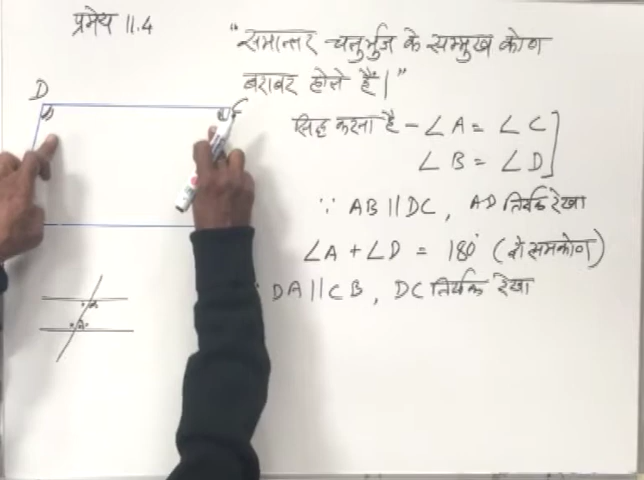 प्रमेय 11.4
"समान्तर चतुर्भुज के सम्मुख कोण
बराबर होते हैं।"
D
सिद्ध करना है - ∠A = ∠C
∠B = ∠D
∵ AB || DC, AD तिर्यक रेखा
∠A + ∠D = 180° (दो समकोण)
DA || CB, DC तिर्यक रेखा